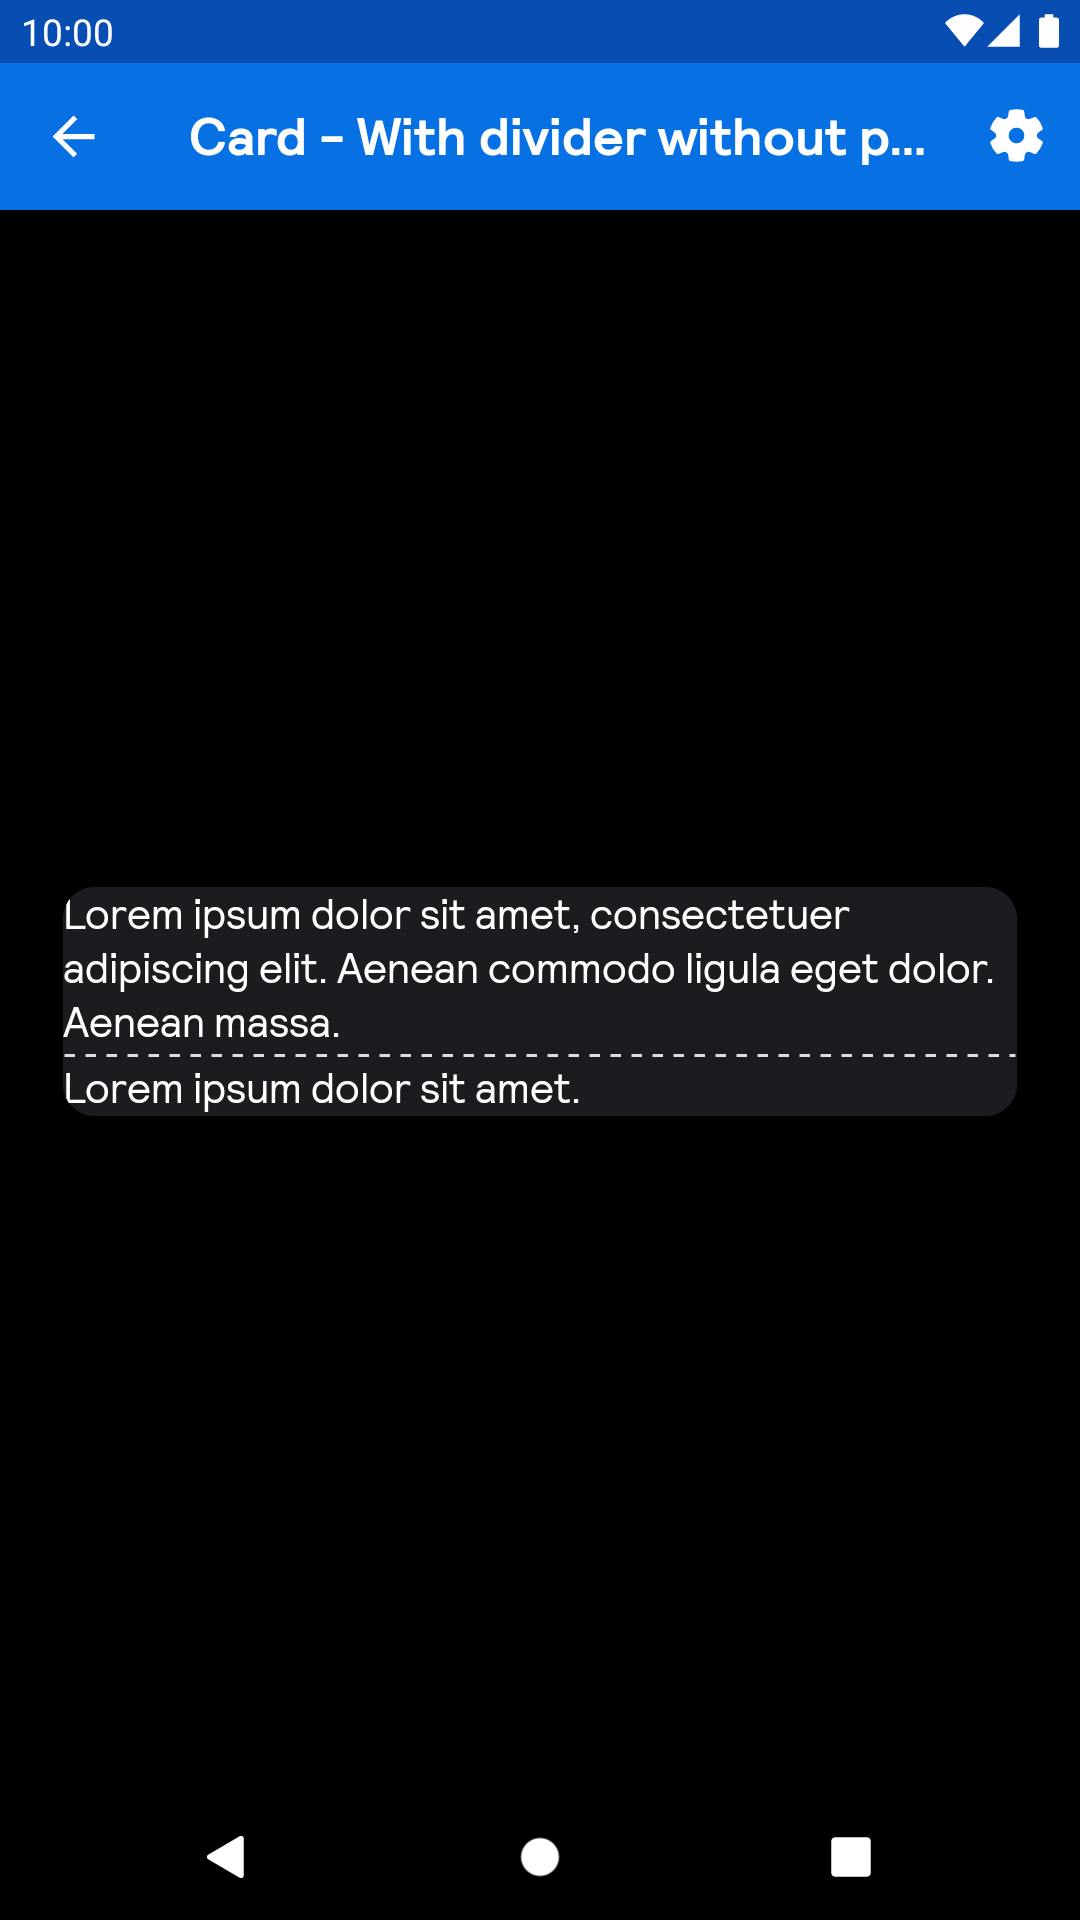 10:00
Card - With divider without p...
Lorem ipsum dolor sit amet, consectetuer
adipiscing elit. Aenean commodo ligula eget dolor.
Aenean massa.
Lorem ipsum dolor sit amet.